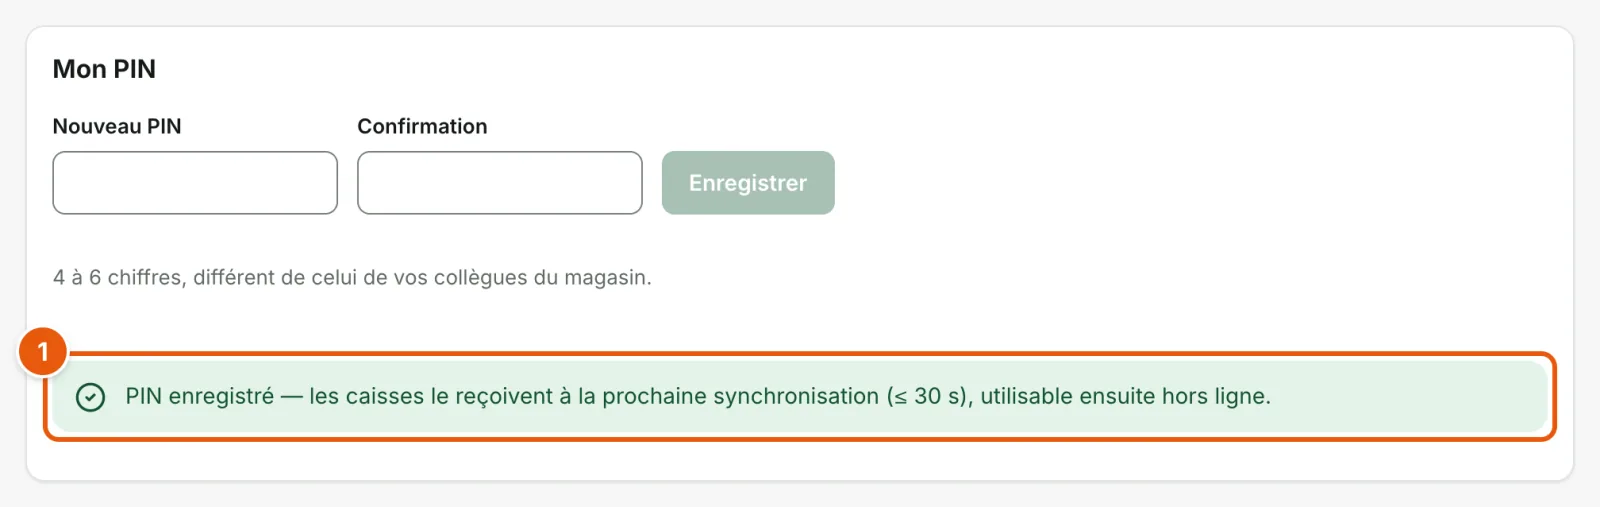 Mon PIN
Nouveau PIN
Confirmation
Enregistrer
4 à 6 chiffres, différent de celui de vos collègues du magasin.
1
PIN enregistré — les caisses le reçoivent à la prochaine synchronisation (≤ 30 s), utilisable ensuite hors ligne.